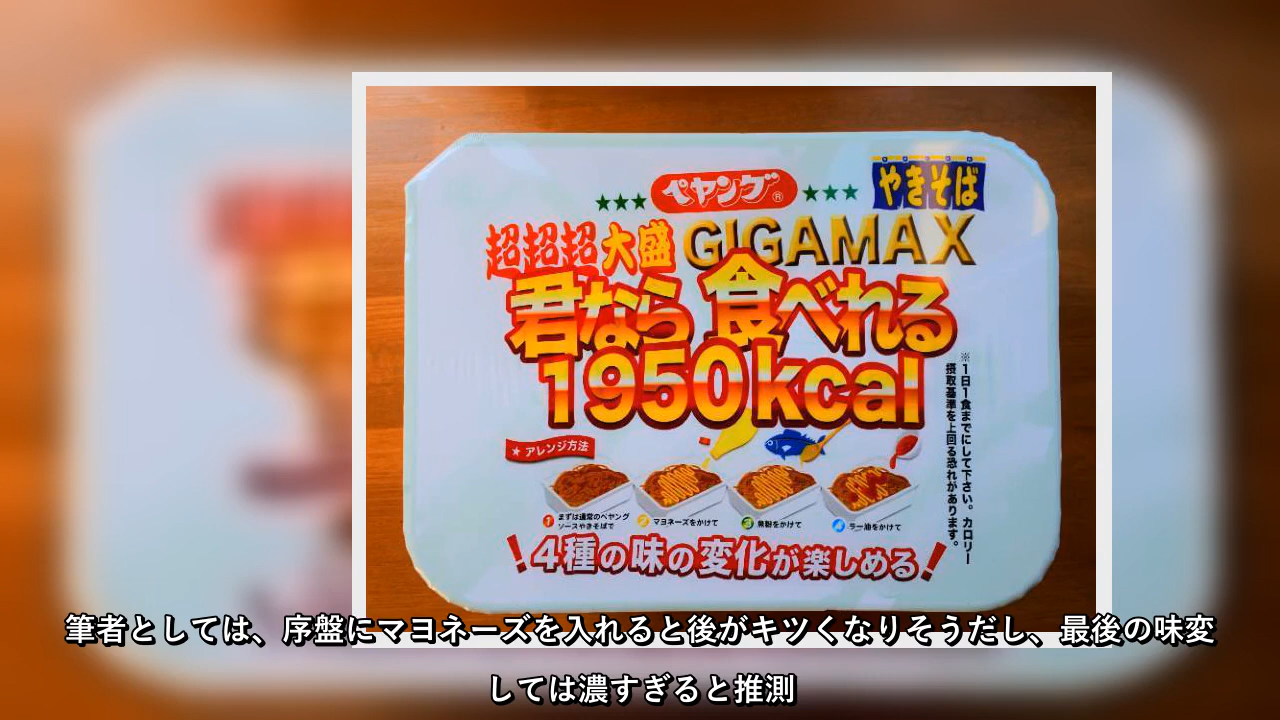 ★★★ ペヤング® ★★★
やきそば
超超超大盛 GIGAMAX
君なら 食べれる
1950kcal
※1日1食までにして下さい。カロリー
摂取基準を上回る恐れがあります。
★アレンジ方法
1 まずは通常のペヤング
ソースやきそばで
2 マヨネーズをかけて
3 魚粉をかけて
4 ラー油をかけて
!4種の味の変化が楽しめる!
筆者としては、序盤にマヨネーズを入れると後がキツくなりそうだし、最後の味変
しては濃すぎると推測